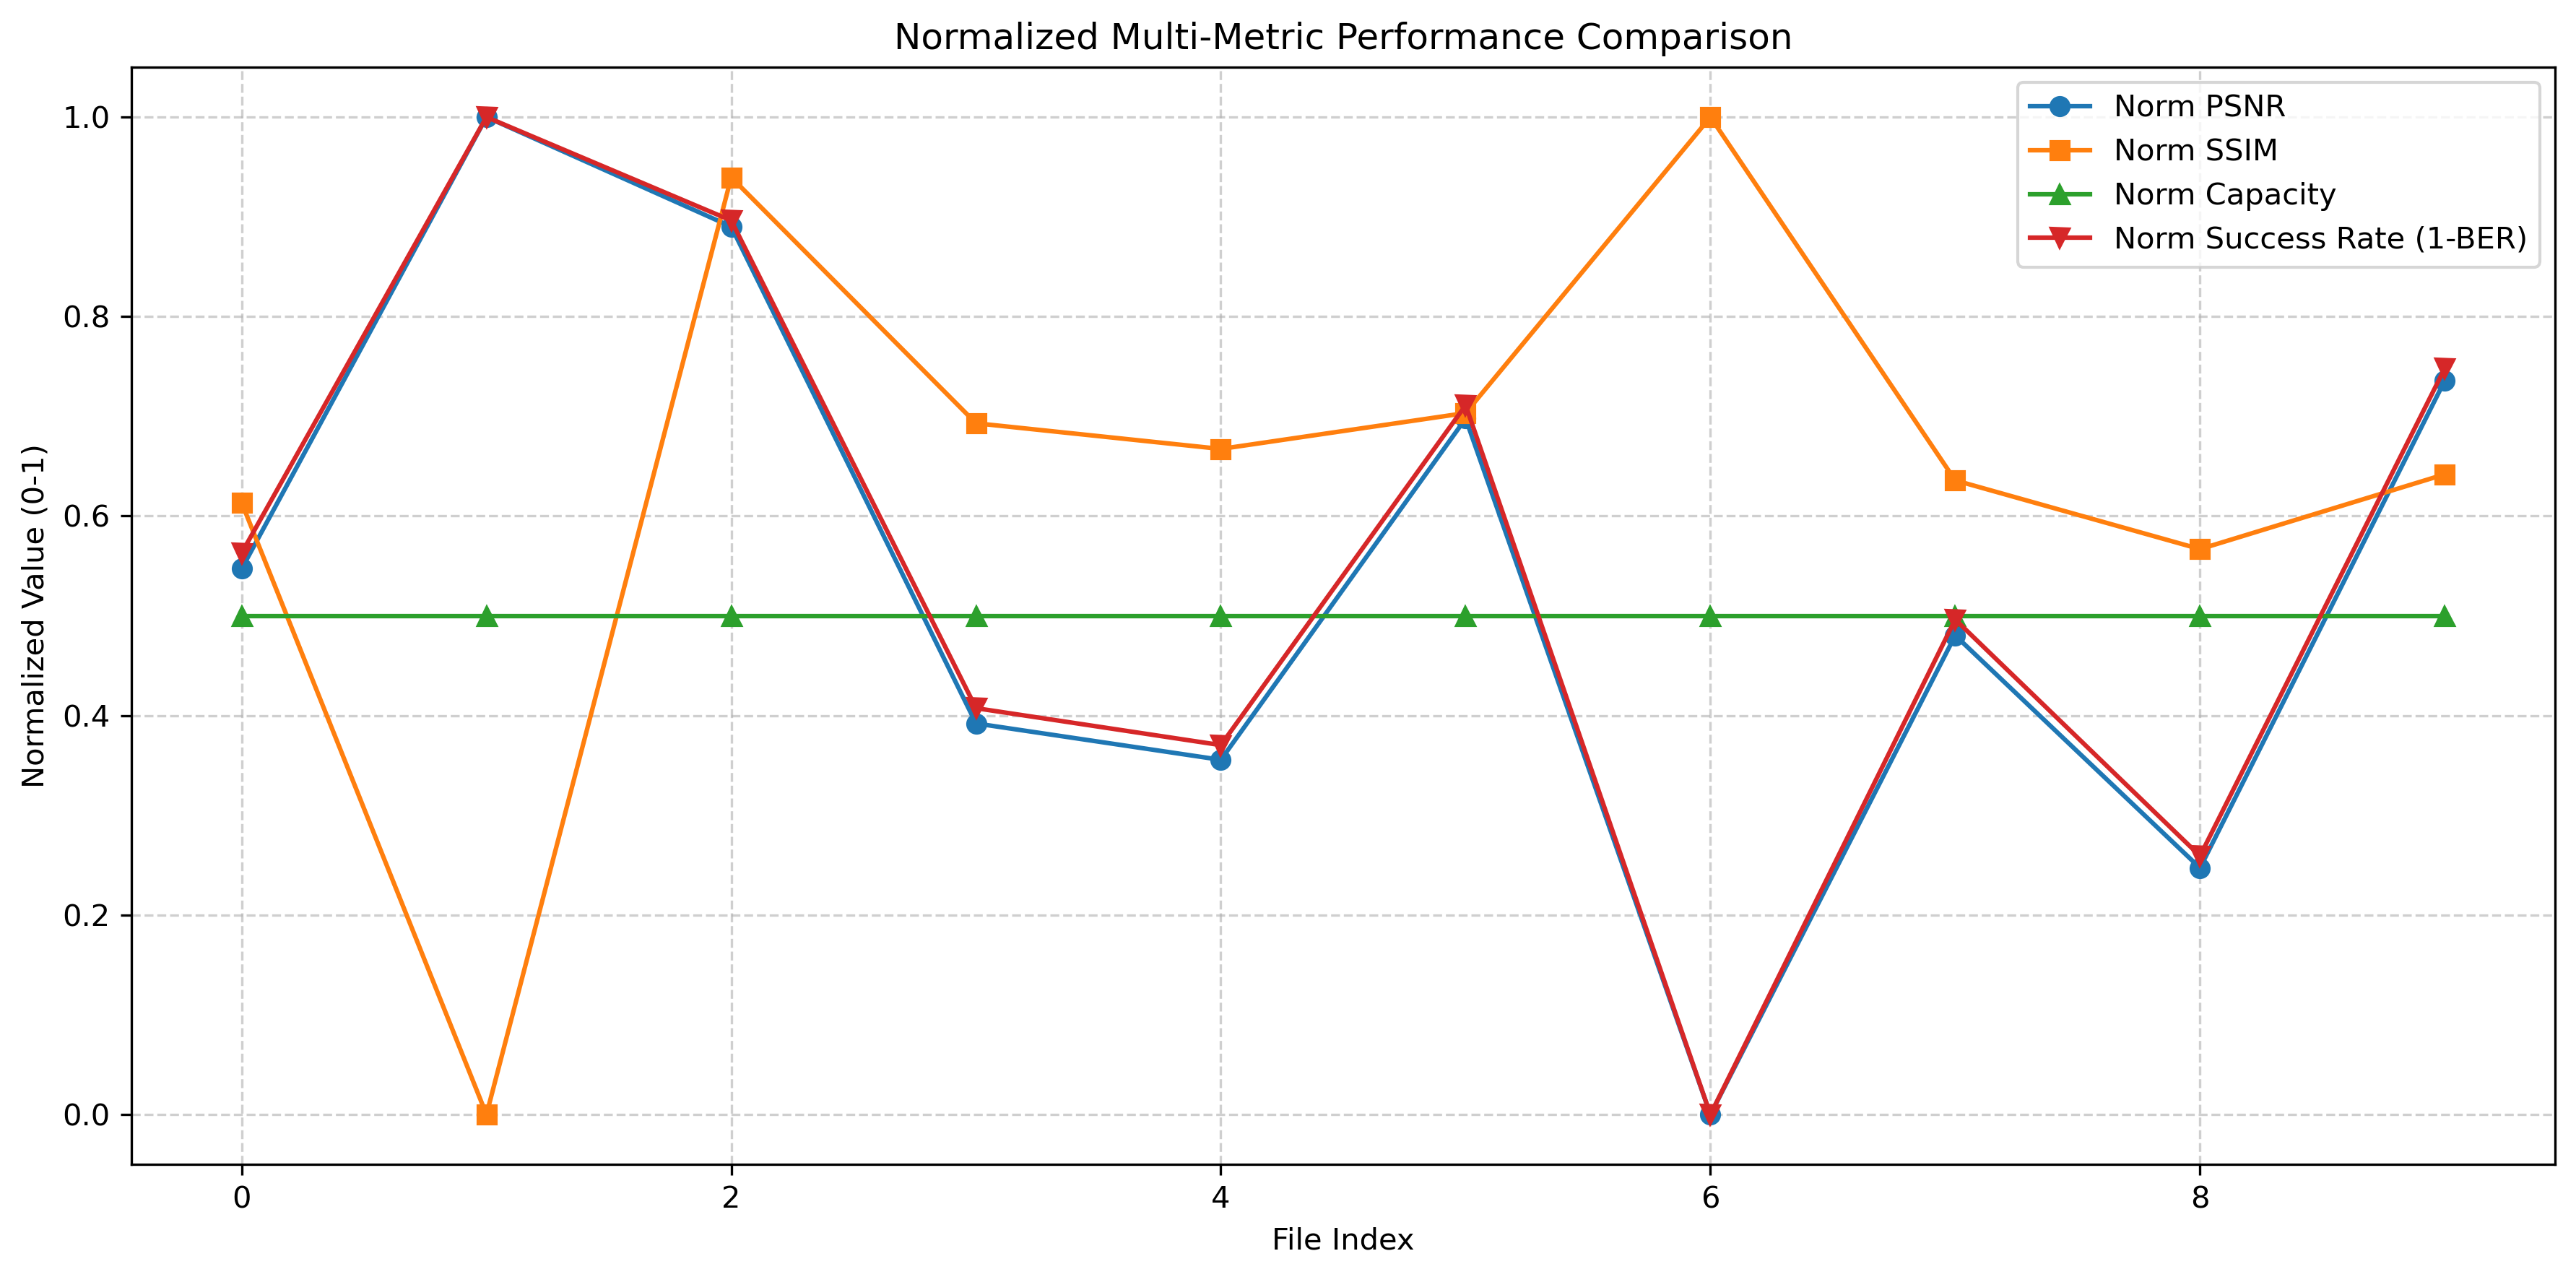 Normalized Multi-Metric Performance Comparison
Norm PSNR
Norm SSIM
Norm Capacity
Norm Success Rate (1-BER)
Normalized Value (0-1)
1.0
0.8
0.6
0.4
0.2
0.0
0 2 4 6 8
File Index